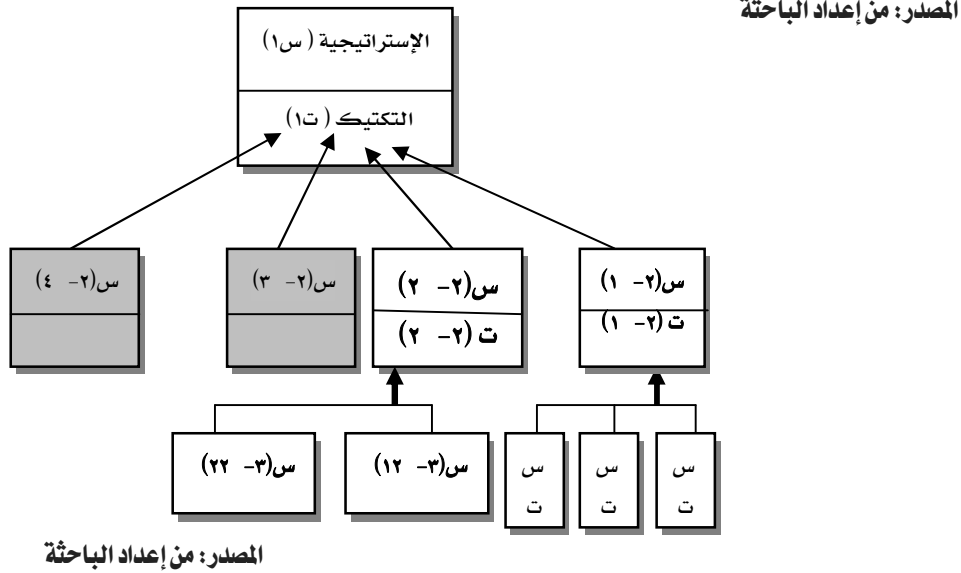 المصدر: من إعداد الباحثة
الإستراتيجية (س١)
التكتيك (ت١)
س(٢- ١)
ت (٢- ١)
س(٢- ٢)
ت (٢- ٢)
س(٢- ٣)
س(٢- ٤)
س
ت
س
ت
س
ت
س(٣- ١٢)
س(٣- ٢٢)
المصدر: من إعداد الباحثة